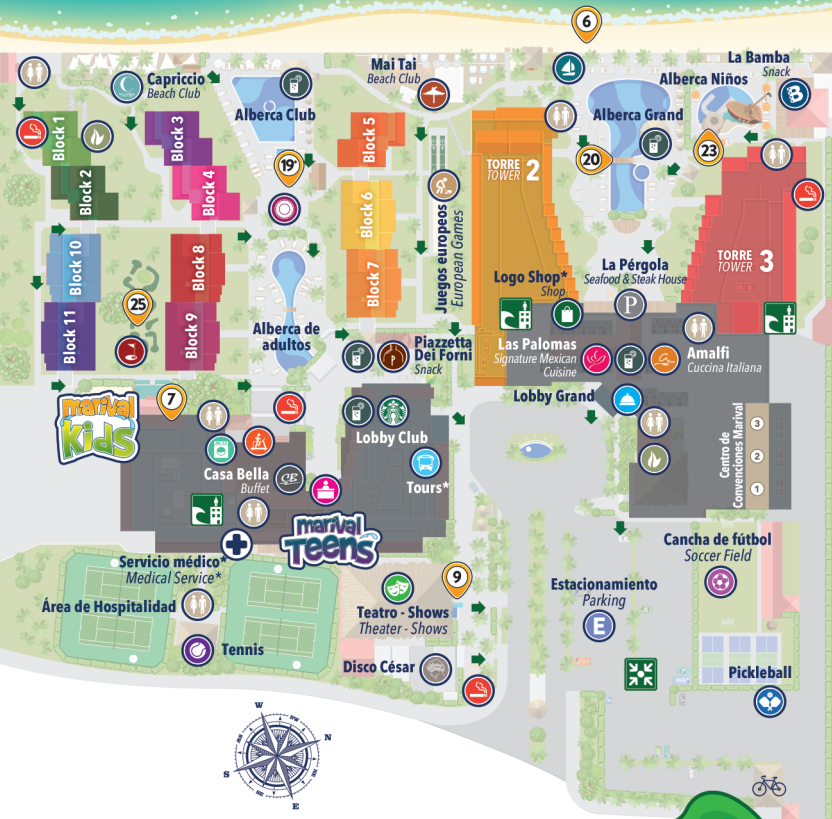 6
Capriccio
Beach Club
Mai Tai
Beach Club
La Bamba
Snack
Alberca Niños
B
Alberca Club
Alberca Grand
Block 1
Block 2
Block 3
Block 4
Block 5
19*
20
23
TORRE
TOWER 2
Block 6
Juegos europeos
European Games
Block 10
Block 8
Block 7
La Pérgola
Seafood & Steak House
P
TORRE
TOWER 3
Logo Shop*
Shop
25
Block 11
Block 9
Alberca de
adultos
Piazzetta
Dei Forni
Snack
Las Palomas
Signature Mexican
Cuisine
Amalfi
Cuccina Italiana
marival
kids
7
Lobby Grand
Lobby Club
Centro de
Convenciones Marival
3
2
1
Casa Bella
Buffet
CB
Tours*
marival
TEENS
Servicio médico*
Medical Service*
Cancha de fútbol
Soccer Field
Área de Hospitalidad
9
Teatro - Shows
Theater - Shows
Estacionamiento
Parking
E
Tennis
Disco César
Pickleball
W
NW
N
NE
E
SE
S
SW